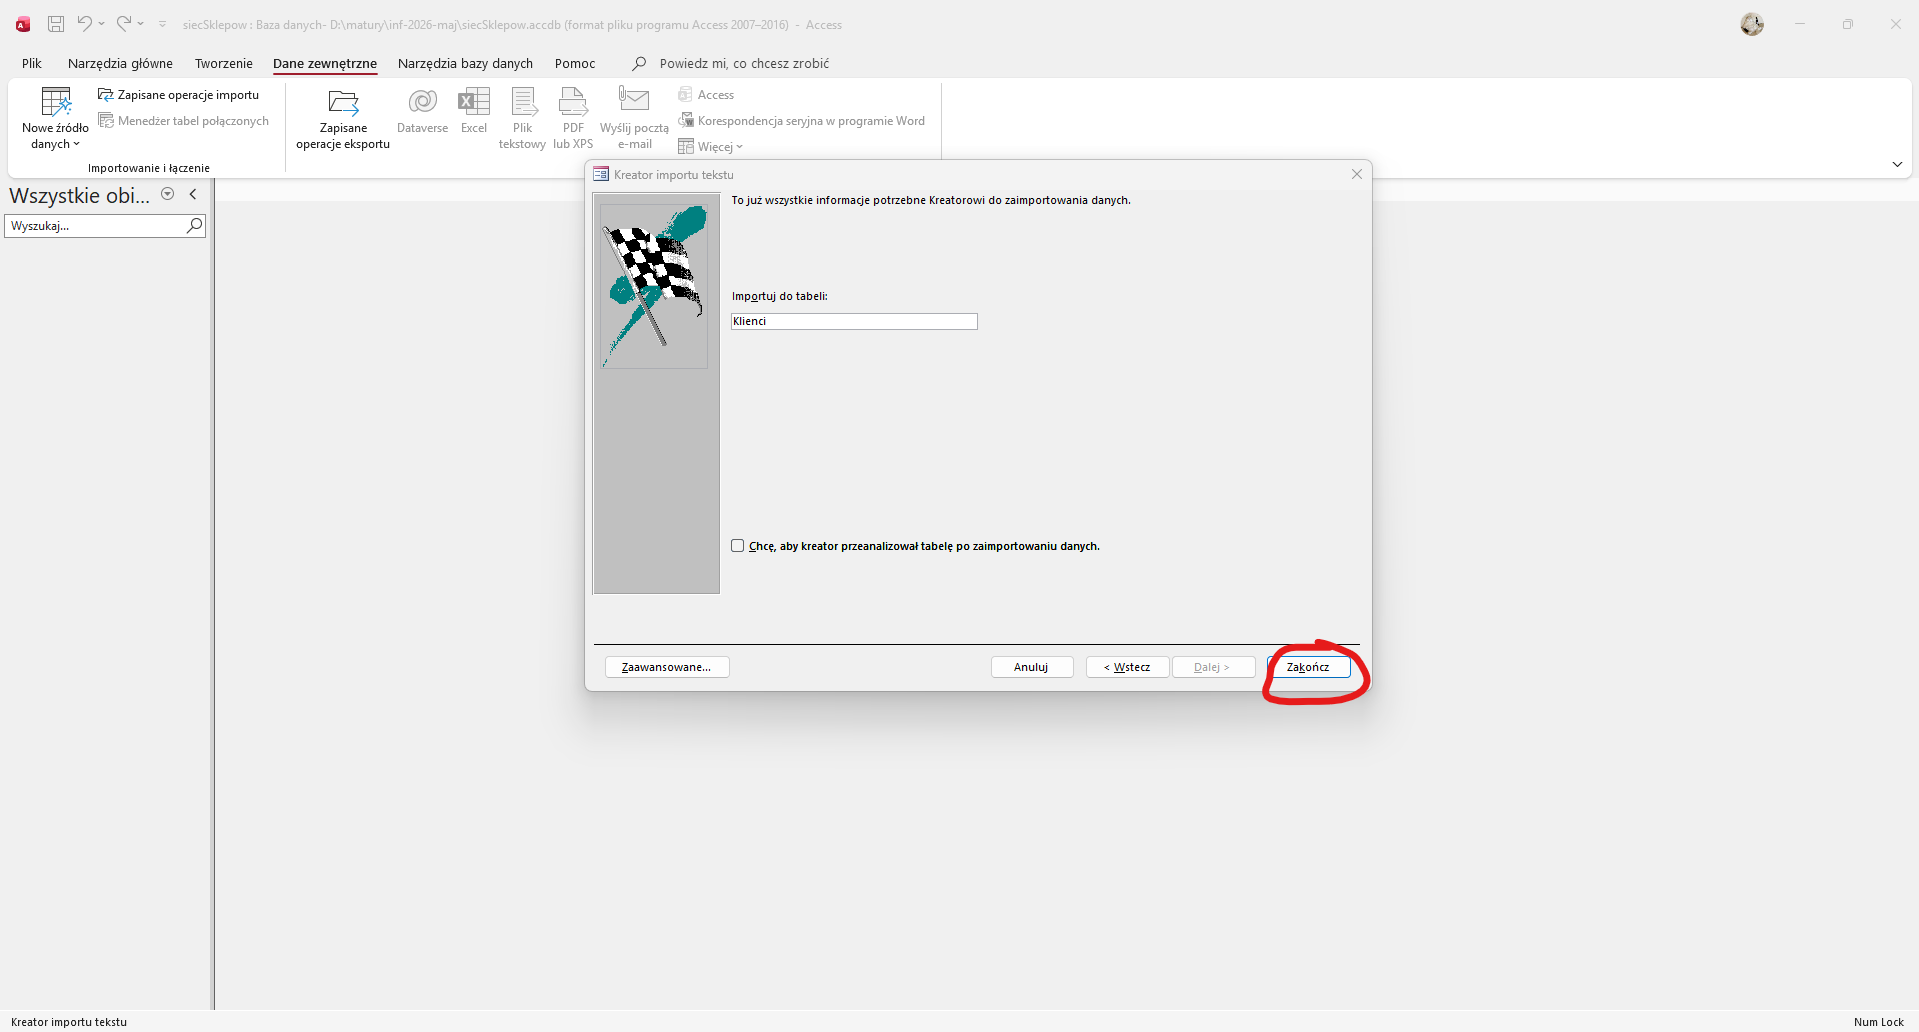 siecSklepow : Baza danych- D:\matury\inf-2026-maj\siecSklepow.accdb (format pliku programu Access 2007–2016) - Access
Plik Narzędzia główne Tworzenie Dane zewnętrzne Narzędzia bazy danych Pomoc Powiedz mi, co chcesz zrobić
Nowe źródło danych
Zapisane operacje importu
Menedżer tabel połączonych
Importowanie i łączenie
Zapisane operacje eksportu
Dataverse
Excel
Plik tekstowy
PDF lub XPS
Wyślij pocztą e-mail
Access
Korespondencja seryjna w programie Word
Więcej
Wszystkie obi...
Wyszukaj...
Kreator importu tekstu
To już wszystkie informacje potrzebne Kreatorowi do zaimportowania danych.
Importuj do tabeli:
Klienci
Chcę, aby kreator przeanalizował tabelę po zaimportowaniu danych.
Zaawansowane... Anuluj < Wstecz Dalej > Zakończ
Kreator importu tekstu Num Lock